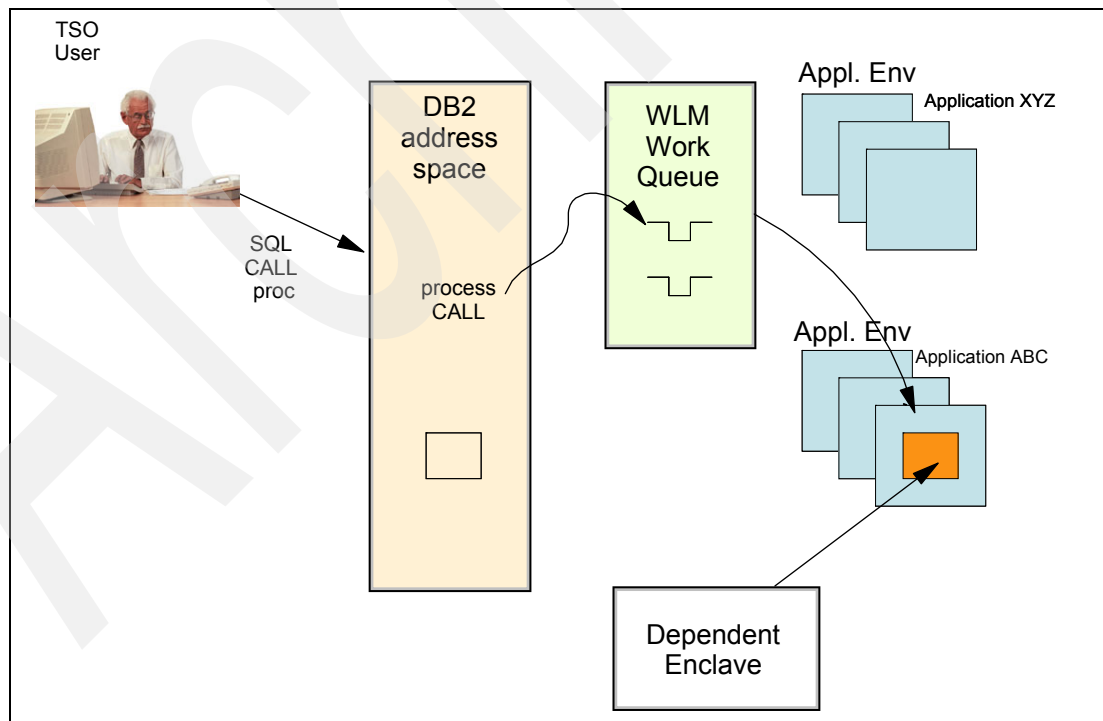 TSO
User
SQL
CALL
proc
DB2
address
space
process
CALL
WLM
Work
Queue
Appl. Env
Application XYZ
Appl. Env
Application ABC
Dependent
Enclave